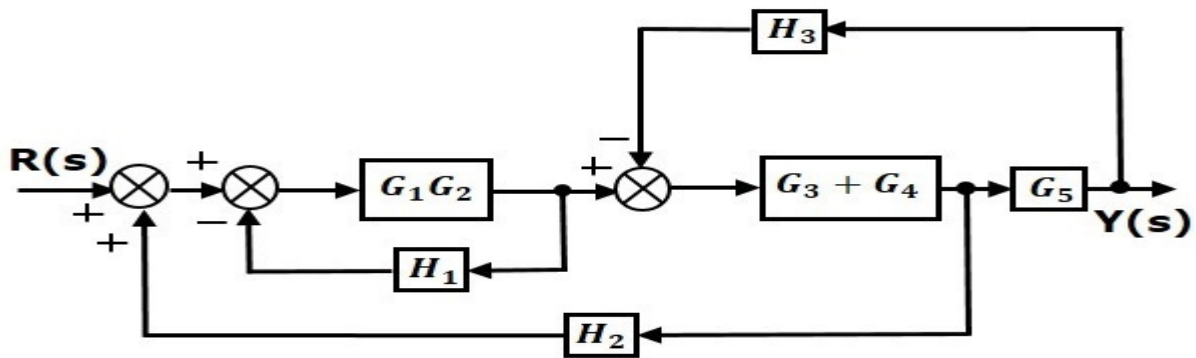 H₃
R(s)
+
+
+
−
−
+
G₁G₂
G₃ + G₄
G₅
Y(s)
H₁
H₂